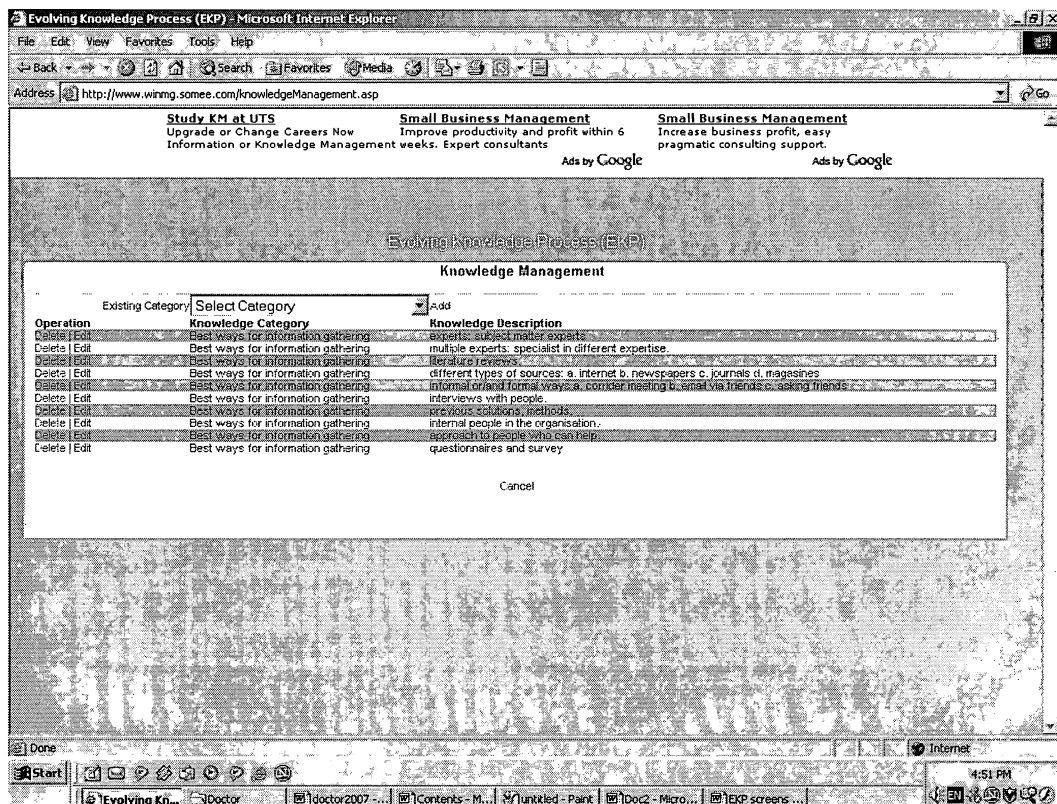 Evolving Knowledge Process (EKP) - Microsoft Internet Explorer
File Edit View Favorites Tools Help
Back Search Favorites Media
Address http://www.winmg.somee.com/knowledgeManagement.asp Go
Study KM at UTS Small Business Management Small Business Management
Upgrade or Change Careers Now Improve productivity and profit within 6 Increase business profit, easy
Information or Knowledge Management weeks. Expert consultants pragmatic consulting support.
Ads by Google Ads by Google
Evolving Knowledge Process (EKP)
Knowledge Management
Existing Category Select Category Add
Operation Knowledge Category Knowledge Description
Delete | Edit Best ways for information gathering experts: subject matter experts
Delete | Edit Best ways for information gathering multiple experts: specialist in different expertise.
Delete | Edit Best ways for information gathering literature reviews
Delete | Edit Best ways for information gathering different types of sources: a. internet b. newspapers c. journals d. magasines
Delete | Edit Best ways for information gathering informal or/and formal ways a. corrider meeting b. email via friends c. asking friends
Delete | Edit Best ways for information gathering interviews with people.
Delete | Edit Best ways for information gathering previous solutions, methods.
Delete | Edit Best ways for information gathering internal people in the organisation.
Delete | Edit Best ways for information gathering approach to people who can help.
Delete | Edit Best ways for information gathering questionnaires and survey
Cancel
Done Internet
Start 4:51 PM
Evolving Kn... Doctor doctor2007 -... Contents - M... untitled - Paint Doc2 - Micro... EKP screens ... EN